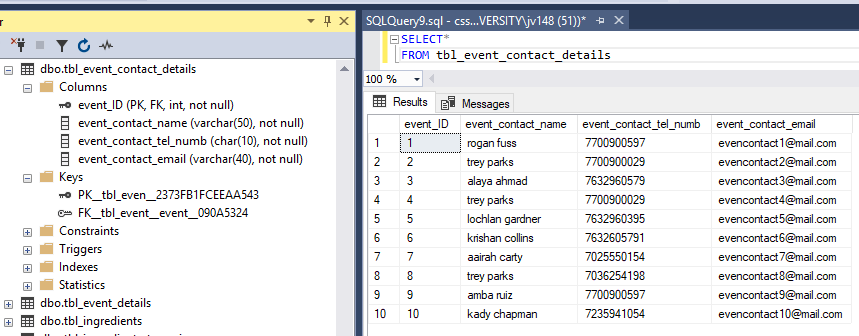 dbo.tbl_event_contact_details
Columns
event_ID (PK, FK, int, not null)
event_contact_name (varchar(50), not null)
event_contact_tel_numb (char(10), not null)
event_contact_email (varchar(40), not null)
Keys
PK__tbl_even__2373FB1FCEEAA543
FK__tbl_event__event__090A5324
Constraints
Triggers
Indexes
Statistics
dbo.tbl_event_details
dbo.tbl_ingredients
SQLQuery9.sql - css...VERSITY\jv148 (51))*
SELECT*
FROM tbl_event_contact_details
100 %
Results Messages
event_ID event_contact_name event_contact_tel_numb event_contact_email
1 1 rogan fuss 7700900597 evencontact1@mail.com
2 2 trey parks 7700900029 evencontact2@mail.com
3 3 alaya ahmad 7632960579 evencontact3@mail.com
4 4 trey parks 7700900029 evencontact4@mail.com
5 5 lochlan gardner 7632960395 evencontact5@mail.com
6 6 krishan collins 7632605791 evencontact6@mail.com
7 7 aairah carty 7025550154 evencontact7@mail.com
8 8 trey parks 7036254198 evencontact8@mail.com
9 9 amba ruiz 7700900597 evencontact9@mail.com
10 10 kady chapman 7235941054 evencontact10@mail.com